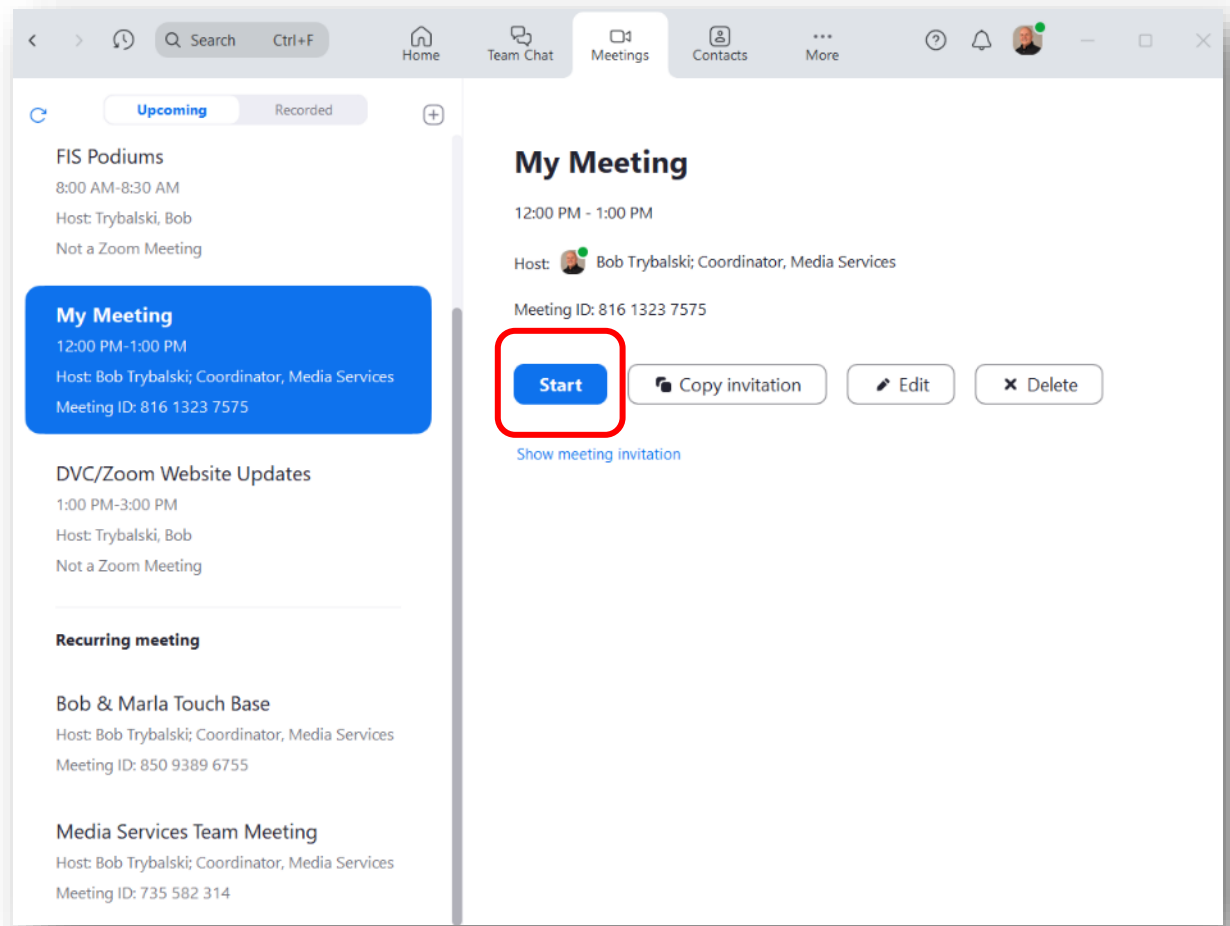 Search Ctrl+F
Home
Team Chat
Meetings
Contacts
More
Upcoming
Recorded
FIS Podiums
8:00 AM-8:30 AM
Host: Trybalski, Bob
Not a Zoom Meeting
My Meeting
12:00 PM-1:00 PM
Host: Bob Trybalski; Coordinator, Media Services
Meeting ID: 816 1323 7575
DVC/Zoom Website Updates
1:00 PM-3:00 PM
Host: Trybalski, Bob
Not a Zoom Meeting
Recurring meeting
Bob & Marla Touch Base
Host: Bob Trybalski; Coordinator, Media Services
Meeting ID: 850 9389 6755
Media Services Team Meeting
Host: Bob Trybalski; Coordinator, Media Services
Meeting ID: 735 582 314
My Meeting
12:00 PM - 1:00 PM
Host: Bob Trybalski; Coordinator, Media Services
Meeting ID: 816 1323 7575
Start
Copy invitation
Edit
Delete
Show meeting invitation